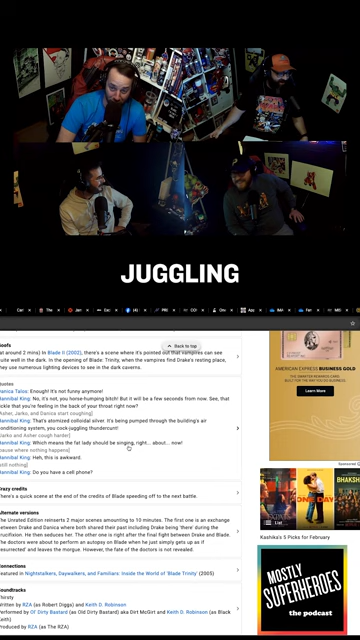 JUGGLING
Back to top
Goofs
(at around 2 mins) In Blade II (2002), there's a scene where it's pointed out that vampires can see
quite well in the dark. In the opening of Blade: Trinity, when the vampires find Drake's resting place,
they use numerous lighting devices to see in the dark caverns.
Quotes
Danica Talos: Enough! It's not funny anymore!
Hannibal King: No, it's not, you horse-humping bitch! But it will be a few seconds from now. See, that
tickle that you're feeling in the back of your throat right now?
[Asher, Jarko, and Danica start coughing]
Hannibal King: That's atomized colloidal silver. It's being pumped through the building's air
conditioning system, you cock-juggling thundercunt!
[Jarko and Asher cough harder]
Hannibal King: Which means the fat lady should be singing, right... about... now!
[pause where nothing happens]
Hannibal King: Heh, this is awkward.
[still nothing]
Hannibal King: Do you have a cell phone?
Crazy credits
There's a quick scene at the end of the credits of Blade speeding off to the next battle.
Alternate versions
The Unrated Edition reinserts 2 major scenes amounting to 10 minutes. The first one is an exchange
between Drake and Danica where both shared their past including Drake being 'there' during the
crucifixion. He then seduces her. The other one is right after the final fight between Drake and Blade.
The doctors were about to perform an autopsy on Blade when he just simply gets up as if
'resurrected' and leaves the morgue. However, the fate of the doctors is not revealed.
Connections
Featured in Nightstalkers, Daywalkers, and Familiars: Inside the World of 'Blade Trinity' (2005)
Soundtracks
Thirsty
Written by RZA (as Robert Diggs) and Keith D. Robinson
Performed by Ol' Dirty Bastard (as Old Dirty Bastard) aka Dirt McGirt and Keith D. Robinson (as Black
Keith)
Produced by RZA (as The RZA)
AMERICAN EXPRESS BUSINESS GOLD
Learn More
Sponsored
List
Kashika's 5 Picks for February
MOSTLY
SUPERHEROES
the podcast